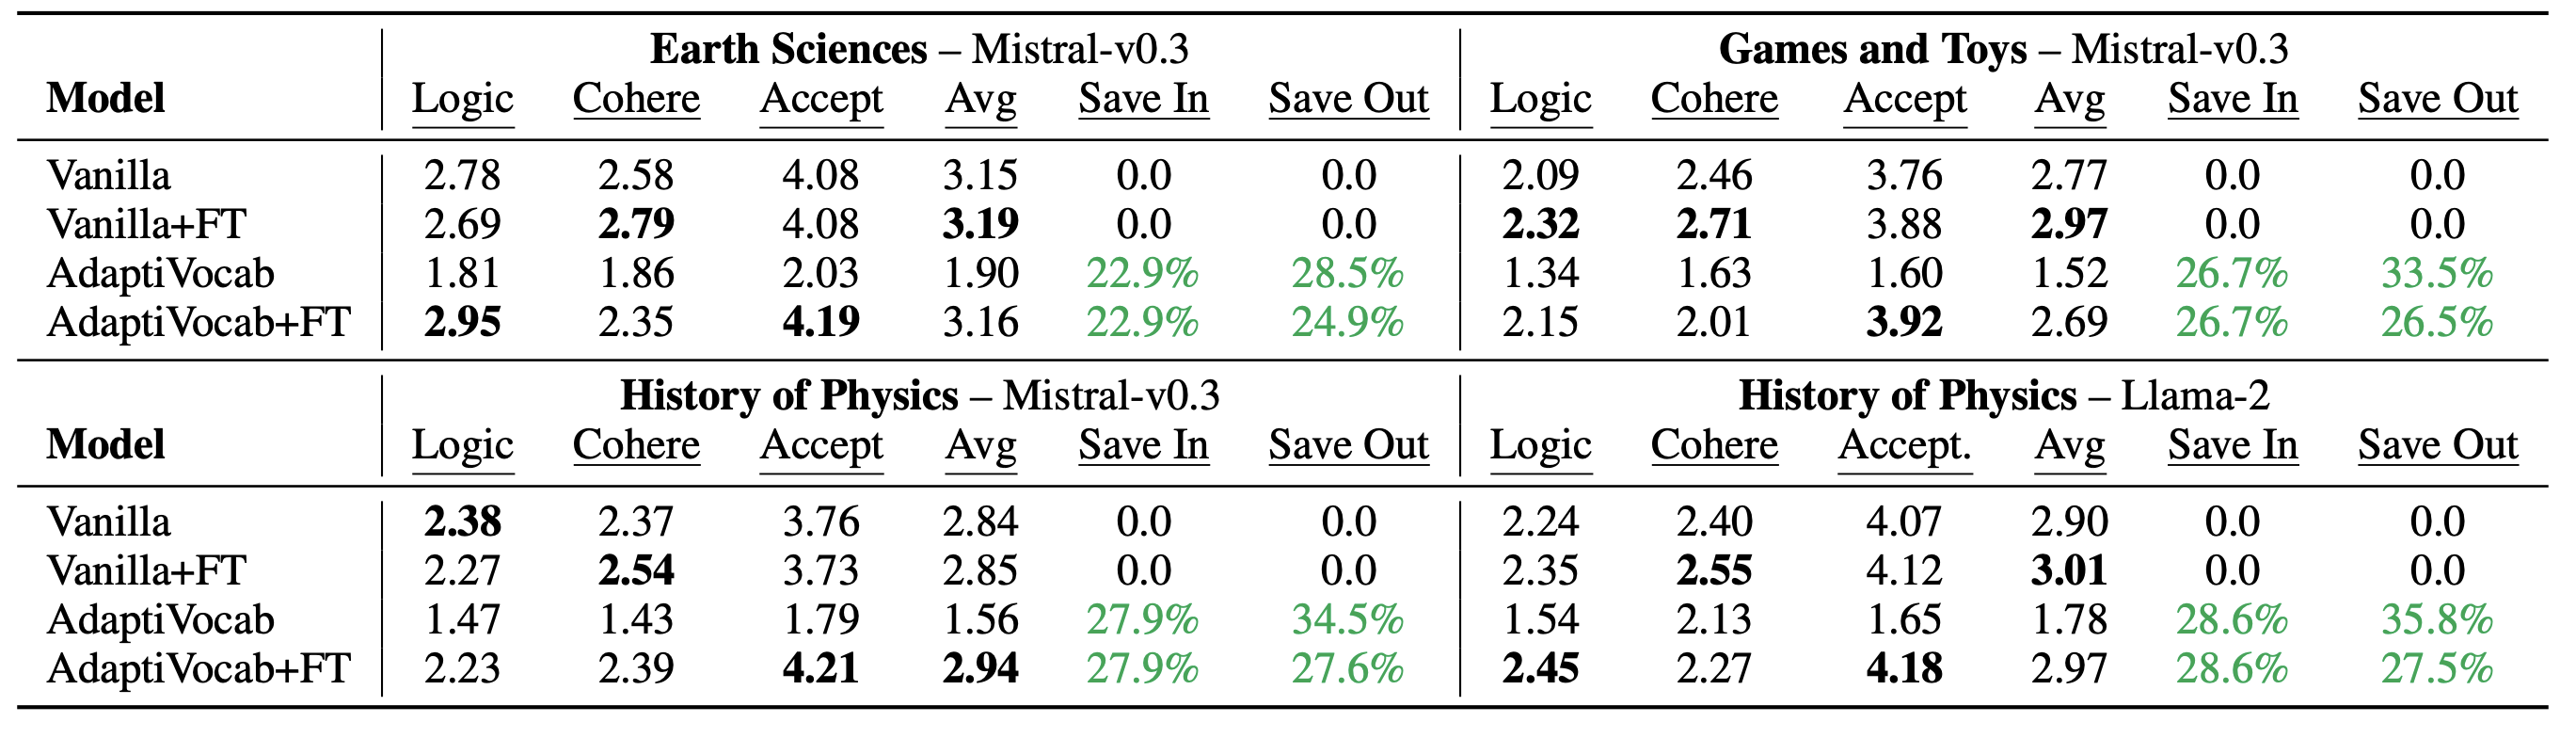 Earth Sciences – Mistral-v0.3 Games and Toys – Mistral-v0.3
Model Logic Cohere Accept Avg Save In Save Out Logic Cohere Accept Avg Save In Save Out
Vanilla 2.78 2.58 4.08 3.15 0.0 0.0 2.09 2.46 3.76 2.77 0.0 0.0
Vanilla+FT 2.69 2.79 4.08 3.19 0.0 0.0 2.32 2.71 3.88 2.97 0.0 0.0
AdaptiVocab 1.81 1.86 2.03 1.90 22.9% 28.5% 1.34 1.63 1.60 1.52 26.7% 33.5%
AdaptiVocab+FT 2.95 2.35 4.19 3.16 22.9% 24.9% 2.15 2.01 3.92 2.69 26.7% 26.5%
History of Physics – Mistral-v0.3 History of Physics – Llama-2
Model Logic Cohere Accept Avg Save In Save Out Logic Cohere Accept. Avg Save In Save Out
Vanilla 2.38 2.37 3.76 2.84 0.0 0.0 2.24 2.40 4.07 2.90 0.0 0.0
Vanilla+FT 2.27 2.54 3.73 2.85 0.0 0.0 2.35 2.55 4.12 3.01 0.0 0.0
AdaptiVocab 1.47 1.43 1.79 1.56 27.9% 34.5% 1.54 2.13 1.65 1.78 28.6% 35.8%
AdaptiVocab+FT 2.23 2.39 4.21 2.94 27.9% 27.6% 2.45 2.27 4.18 2.97 28.6% 27.5%